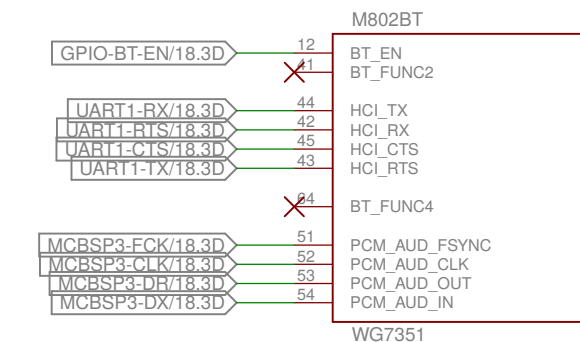 M802BT
GPIO-BT-EN/18.3D 12 BT_EN
41 BT_FUNC2
UART1-RX/18.3D 44 HCI_TX
UART1-RTS/18.3D 42 HCI_RX
UART1-CTS/18.3D 45 HCI_CTS
UART1-TX/18.3D 43 HCI_RTS
64 BT_FUNC4
MCBSP3-FCK/18.3D 51 PCM_AUD_FSYNC
MCBSP3-CLK/18.3D 52 PCM_AUD_CLK
MCBSP3-DR/18.3D 53 PCM_AUD_OUT
MCBSP3-DX/18.3D 54 PCM_AUD_IN
WG7351